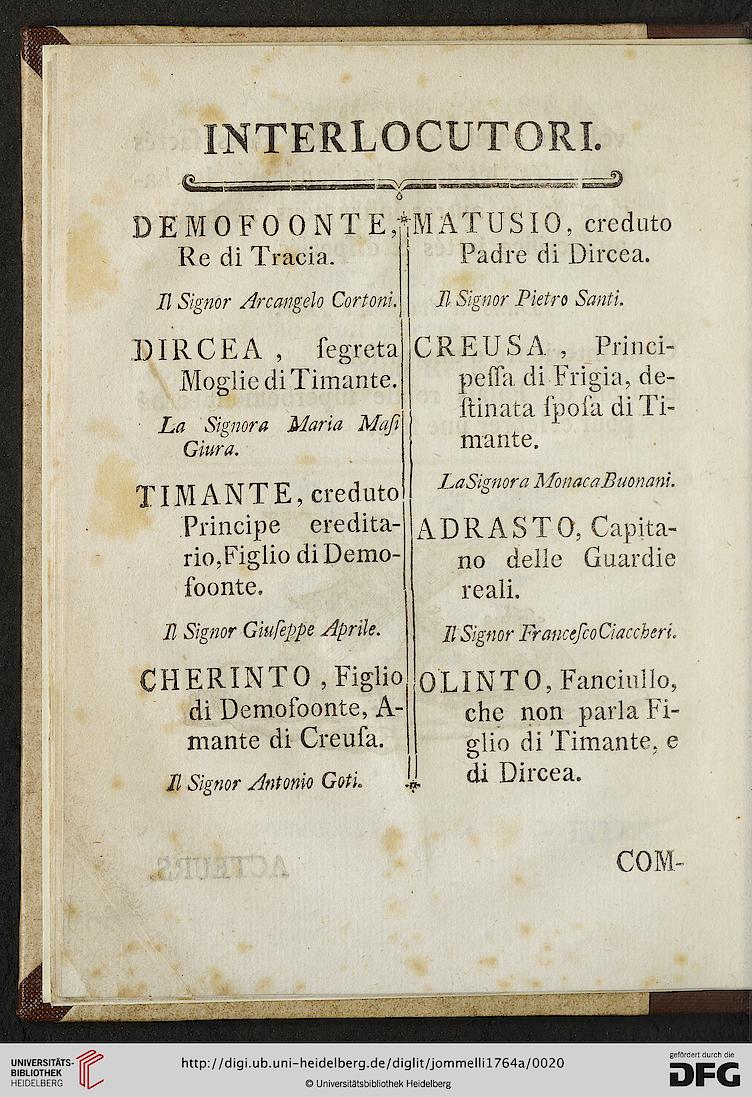 INTERLOCUTORI.
DEMOFOONTE,
Re di Tracia.
Il Signor Arcangelo Cortoni.
DIRCEA , ſegreta
Moglie di Timante.
La Signora Maria Maſi
Giura.
TIMANTE, creduto
Principe eredita-
rio, Figlio di Demo-
foonte.
Il Signor Giuſeppe Aprile.
CHERINTO , Figlio
di Demofoonte, A-
mante di Creuſa.
Il Signor Antonio Goti.
MATUSIO, creduto
Padre di Dircea.
Il Signor Pietro Santi.
CREUSA , Princi-
peſſa di Frigia, de-
ſtinata ſpoſa di Ti-
mante.
La Signora Monaca Buonani.
ADRASTO, Capita-
no delle Guardie
reali.
Il Signor Franceſco Ciaccheri.
OLINTO, Fanciullo,
che non parla Fi-
glio di Timante, e
di Dircea.
COM-
ACTEURS.
UNIVERSITÄTS-
BIBLIOTHEK
HEIDELBERG
http://digi.ub.uni-heidelberg.de/diglit/jommelli1764a/0020
© Universitätsbibliothek Heidelberg
gefördert durch die
DFG